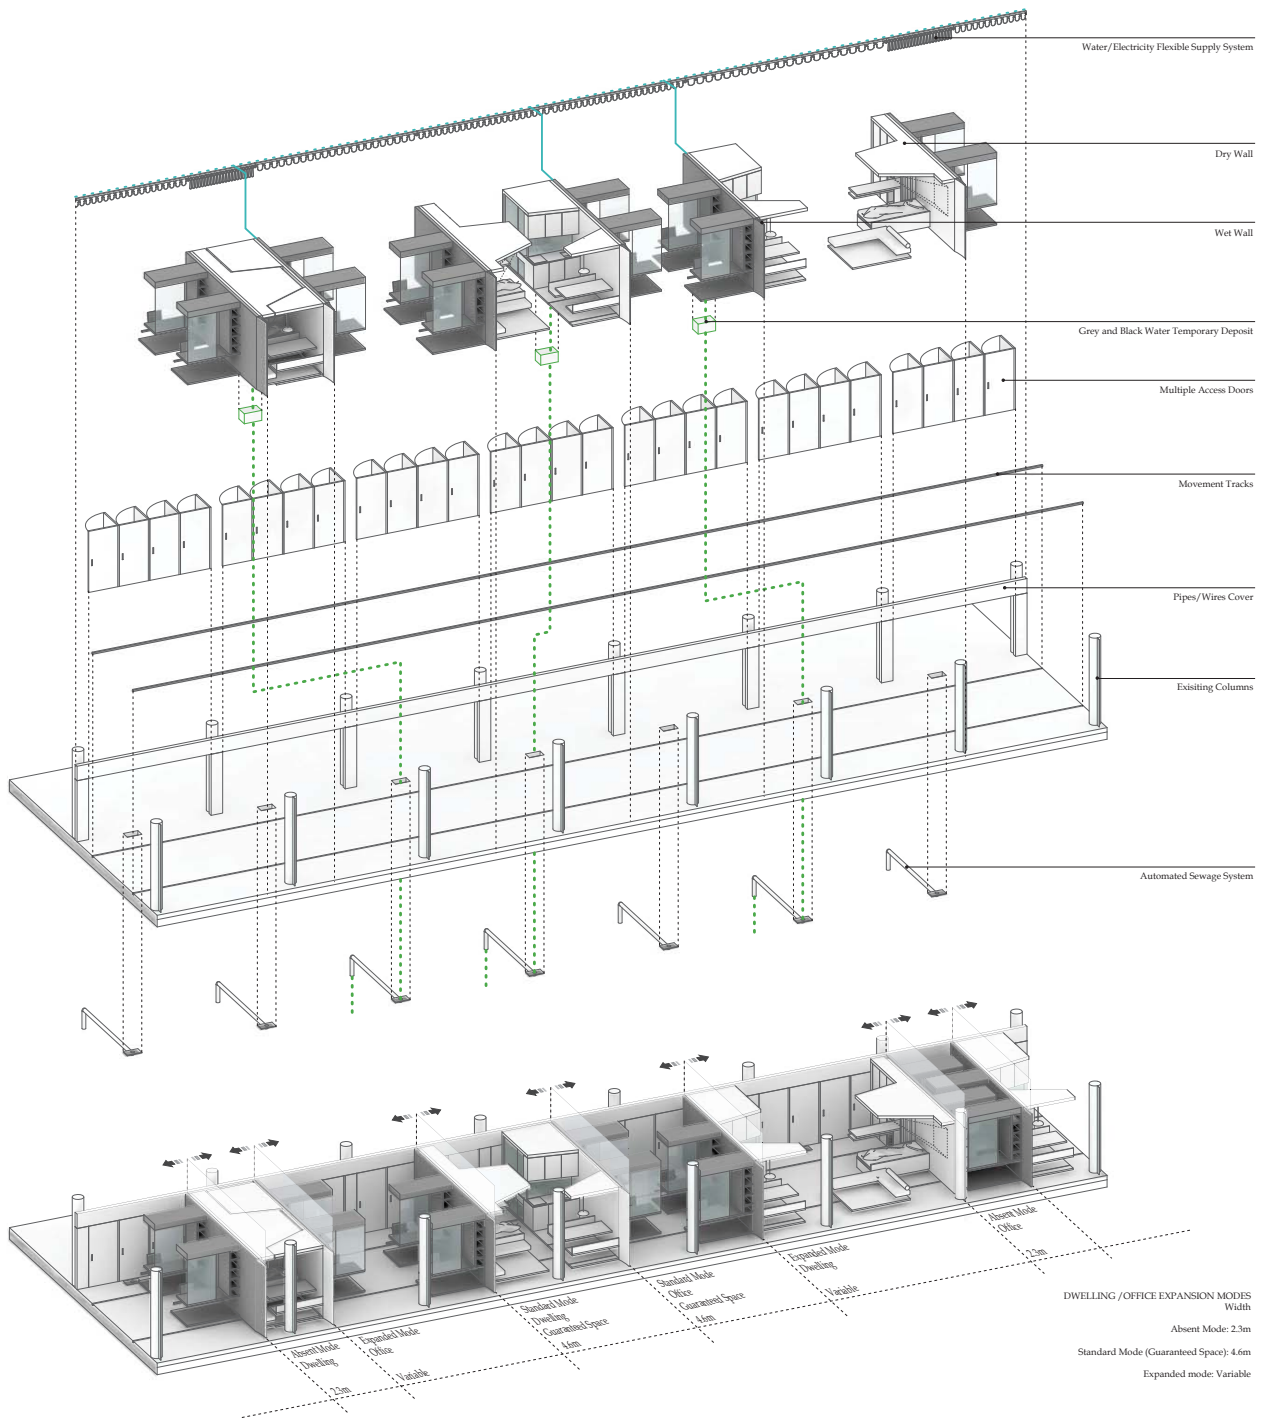 Water/Electricity Flexible Supply System
Dry Wall
Wet Wall
Grey and Black Water Temporary Deposit
Multiple Access Doors
Movement Tracks
Pipes/Wires Cover
Exisiting Columns
Automated Sewage System
Absent Mode
Dwelling
2.3m
Expanded Mode
Office
Variable
Standard Mode
Dwelling
Guaranteed Space
4.6m
Standard Mode
Office
Guaranteed Space
4.6m
Expanded Mode
Dwelling
Variable
Absent Mode
Office
2.3m
DWELLING /OFFICE EXPANSION MODES
Width
Absent Mode: 2.3m
Standard Mode (Guaranteed Space): 4.6m
Expanded mode: Variable